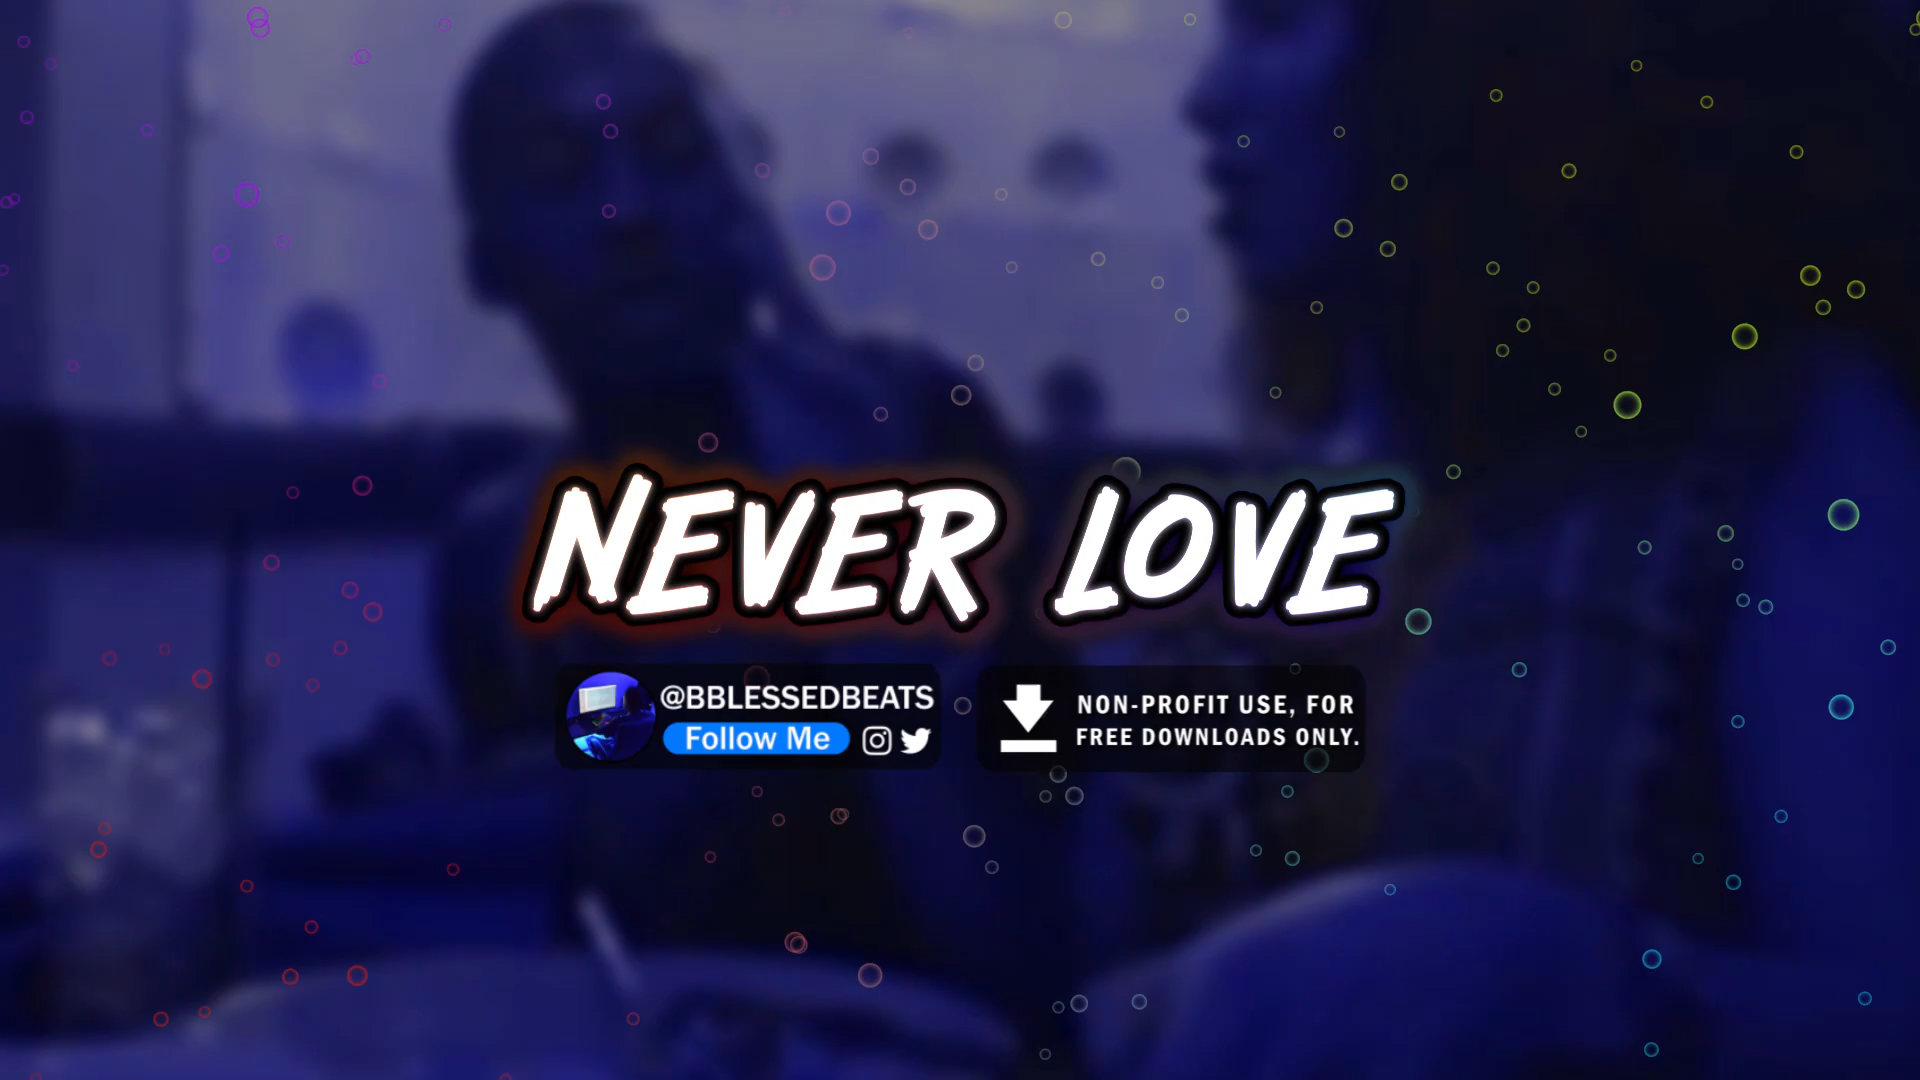 NEVER LOVE
@BBLESSEDBEATS
Follow Me
NON-PROFIT USE, FOR
FREE DOWNLOADS ONLY.